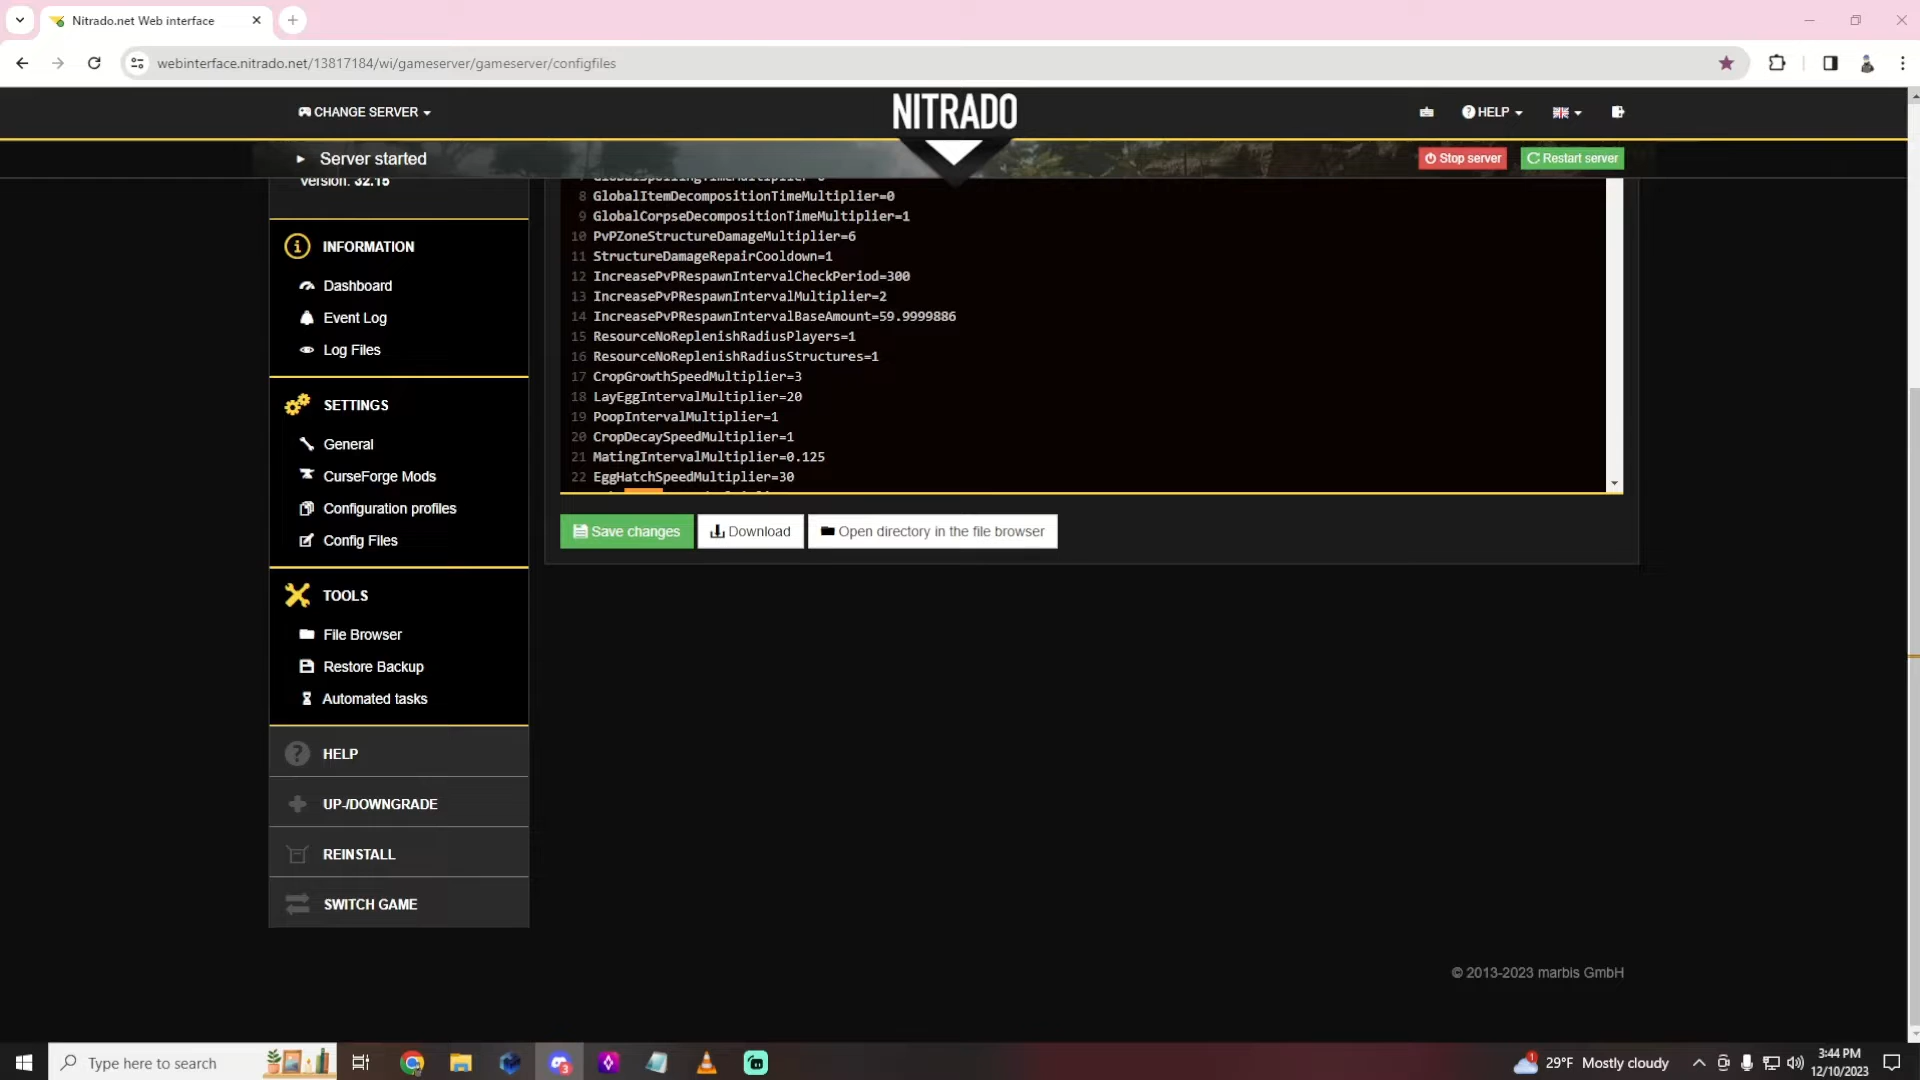 Nitrado.net Web interface
webinterface.nitrado.net/13817184/wi/gameserver/gameserver/configfiles
CHANGE SERVER
NITRADO
HELP
Server started
Stop server
Restart server
Version: 32.15
INFORMATION
Dashboard
Event Log
Log Files
SETTINGS
General
CurseForge Mods
Configuration profiles
Config Files
TOOLS
File Browser
Restore Backup
Automated tasks
HELP
UP-/DOWNGRADE
REINSTALL
SWITCH GAME
8 GlobalItemDecompositionTimeMultiplier=0
9 GlobalCorpseDecompositionTimeMultiplier=1
10 PvPZoneStructureDamageMultiplier=6
11 StructureDamageRepairCooldown=1
12 IncreasePvPRespawnIntervalCheckPeriod=300
13 IncreasePvPRespawnIntervalMultiplier=2
14 IncreasePvPRespawnIntervalBaseAmount=59.9999886
15 ResourceNoReplenishRadiusPlayers=1
16 ResourceNoReplenishRadiusStructures=1
17 CropGrowthSpeedMultiplier=3
18 LayEggIntervalMultiplier=20
19 PoopIntervalMultiplier=1
20 CropDecaySpeedMultiplier=1
21 MatingIntervalMultiplier=0.125
22 EggHatchSpeedMultiplier=30
Save changes
Download
Open directory in the file browser
© 2013-2023 marbis GmbH
Type here to search
29°F Mostly cloudy
3:44 PM
12/10/2023